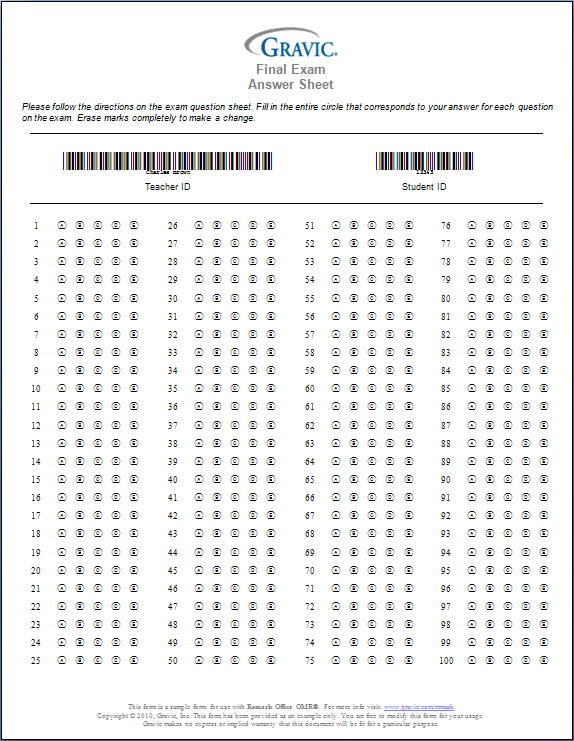 GRAVIC®
Final Exam
Answer Sheet
Please follow the directions on the exam question sheet. Fill in the entire circle that corresponds to your answer for each question
on the exam. Erase marks completely to make a change.
Charles Brown 12345
Teacher ID Student ID
1 26 51 76
2 27 52 77
3 28 53 78
4 29 54 79
5 30 55 80
6 31 56 81
7 32 57 82
8 33 58 83
9 34 59 84
10 35 60 85
11 36 61 86
12 37 62 87
13 38 63 88
14 39 64 89
15 40 65 90
16 41 66 91
17 42 67 92
18 43 68 93
19 44 69 94
20 45 70 95
21 46 71 96
22 47 72 97
23 48 73 98
24 49 74 99
25 50 75 100
This form is a sample form for use with Remark Office OMR®. For more info visit: www.gravic.com/remark
Copyright © 2010, Gravic, Inc. This form has been provided as an example only. You are free to modify this form for your usage.
Gravic makes no express or implied warranty that this document will be fit for a particular purpose.